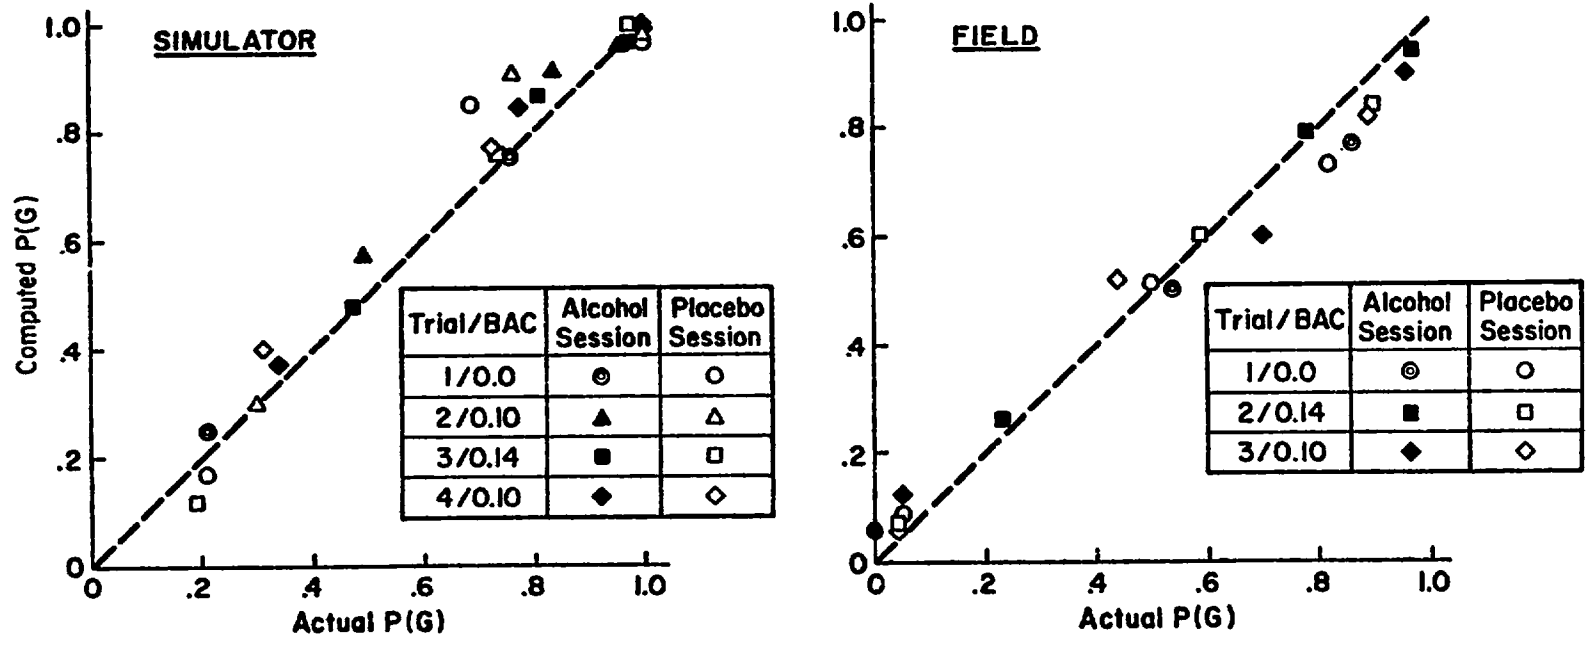 SIMULATOR
1.0
.8
.6
.4
.2
0
Computed P(G)
0 .2 .4 .6 .8 1.0
Actual P(G)
Trial/BAC Alcohol Session Placebo Session
1/0.0
2/0.10
3/0.14
4/0.10
FIELD
1.0
.8
.6
.4
.2
0
0 .2 .4 .6 .8 1.0
Actual P(G)
Trial/BAC Alcohol Session Placebo Session
1/0.0
2/0.14
3/0.10